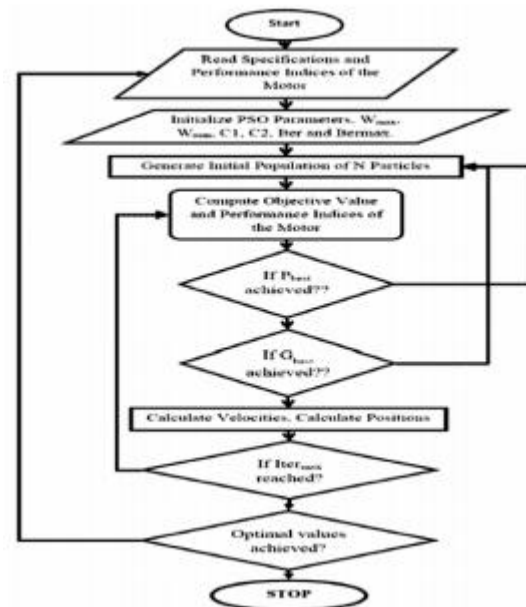 Start
Read Specifications and
Performance Indices of the
Motor
Initialize PSO Parameters, Wmax,
Wmin, C1, C2, Iter and Itermax.
Generate Initial Population of N Particles
Compute Objective Value
and Performance Indices of
the Motor
If Pbest
achieved??
If Gbest
achieved??
Calculate Velocities, Calculate Positions
If Itermax
reached?
Optimal values
achieved?
STOP